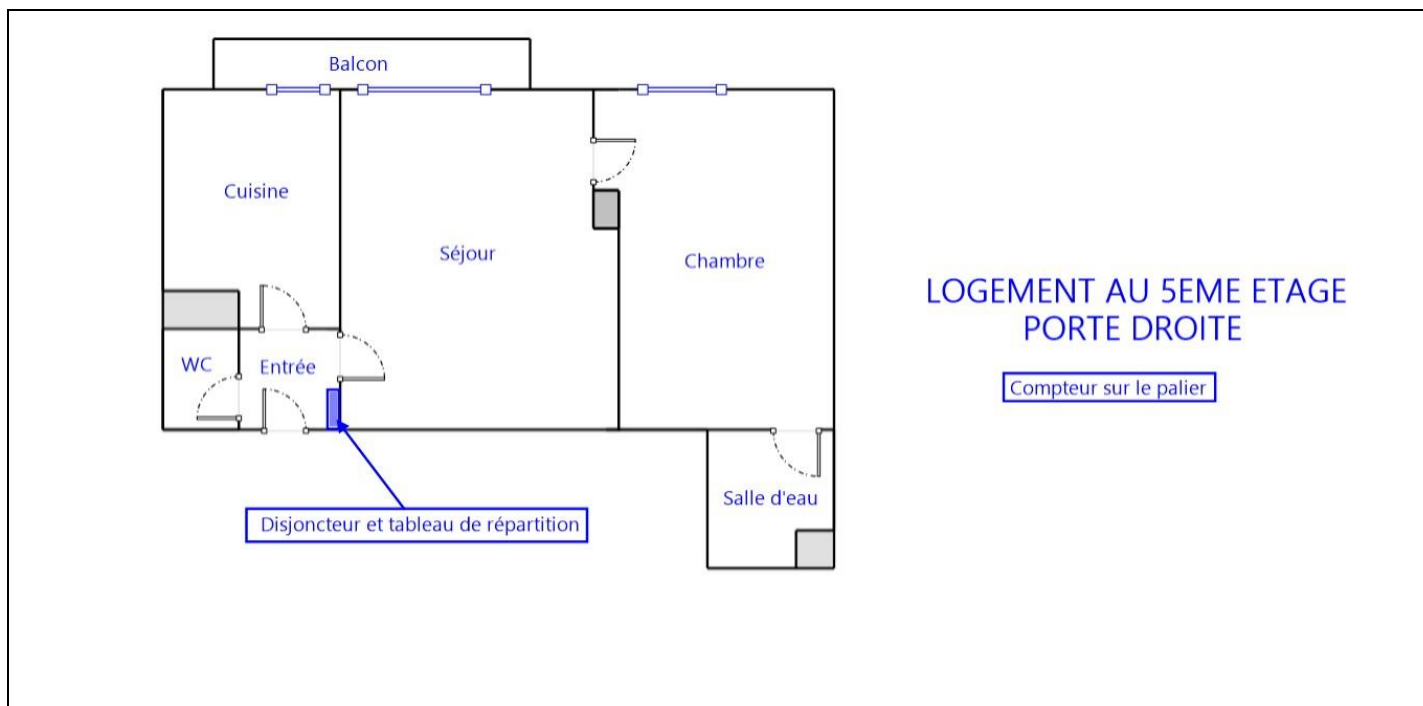 Balcon
Cuisine
Séjour
Chambre
LOGEMENT AU 5EME ETAGE
PORTE DROITE
WC
Entrée
Compteur sur le palier
Salle d'eau
Disjoncteur et tableau de répartition